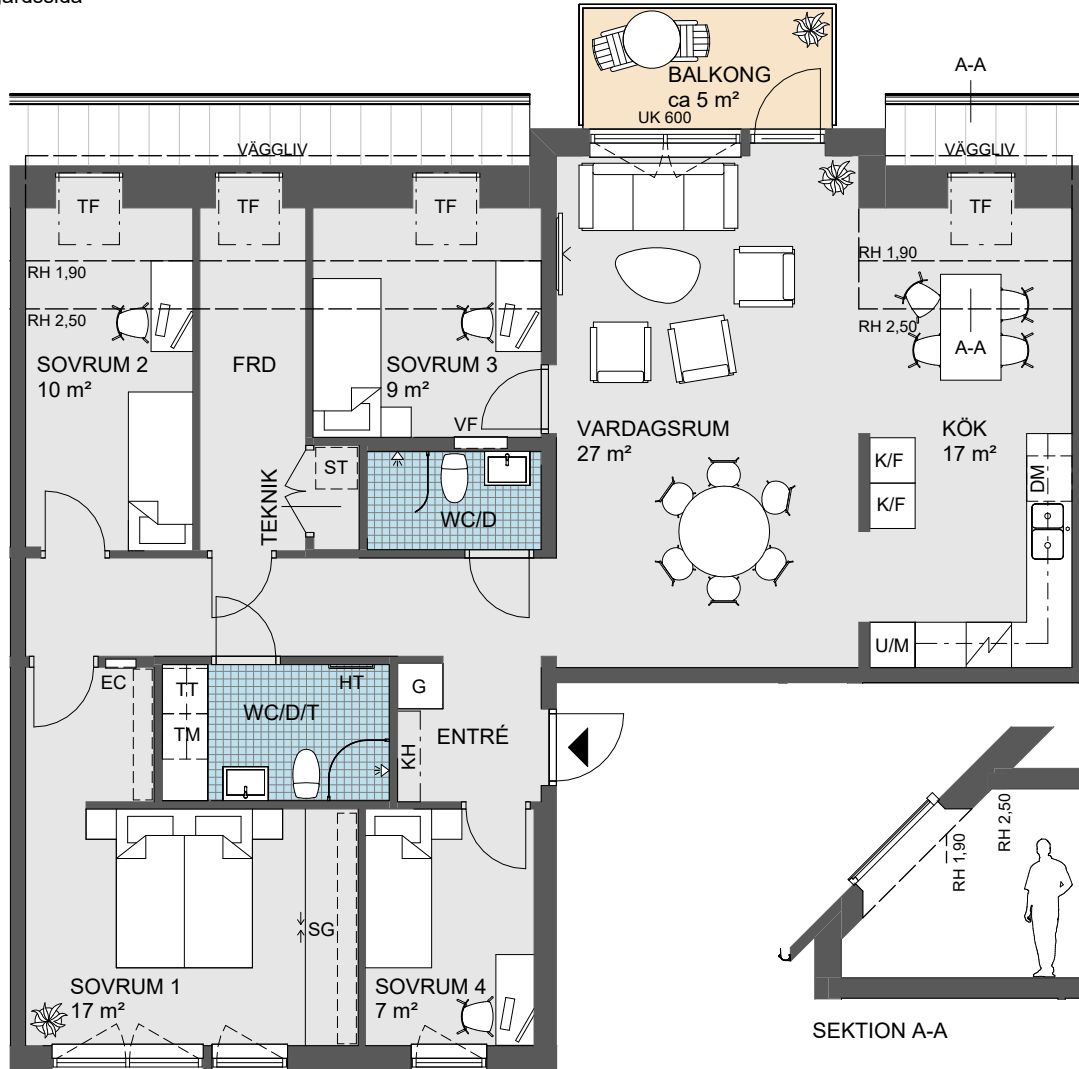 gårdssida
BALKONG
ca 5 m²
UK 600
A-A
VÄGGLIV
VÄGGLIV
TF
TF
TF
TF
RH 1,90
RH 2,50
RH 1,90
RH 2,50
A-A
SOVRUM 2
10 m²
FRD
SOVRUM 3
9 m²
VF
VARDAGSRUM
27 m²
KÖK
17 m²
K/F
K/F
DM
TEKNIK
ST
WC/D
U/M
EC
TT
TM
WC/D/T
HT
G
KH
ENTRÉ
SG
SOVRUM 1
17 m²
SOVRUM 4
7 m²
RH 1,90
RH 2,50
SEKTION A-A